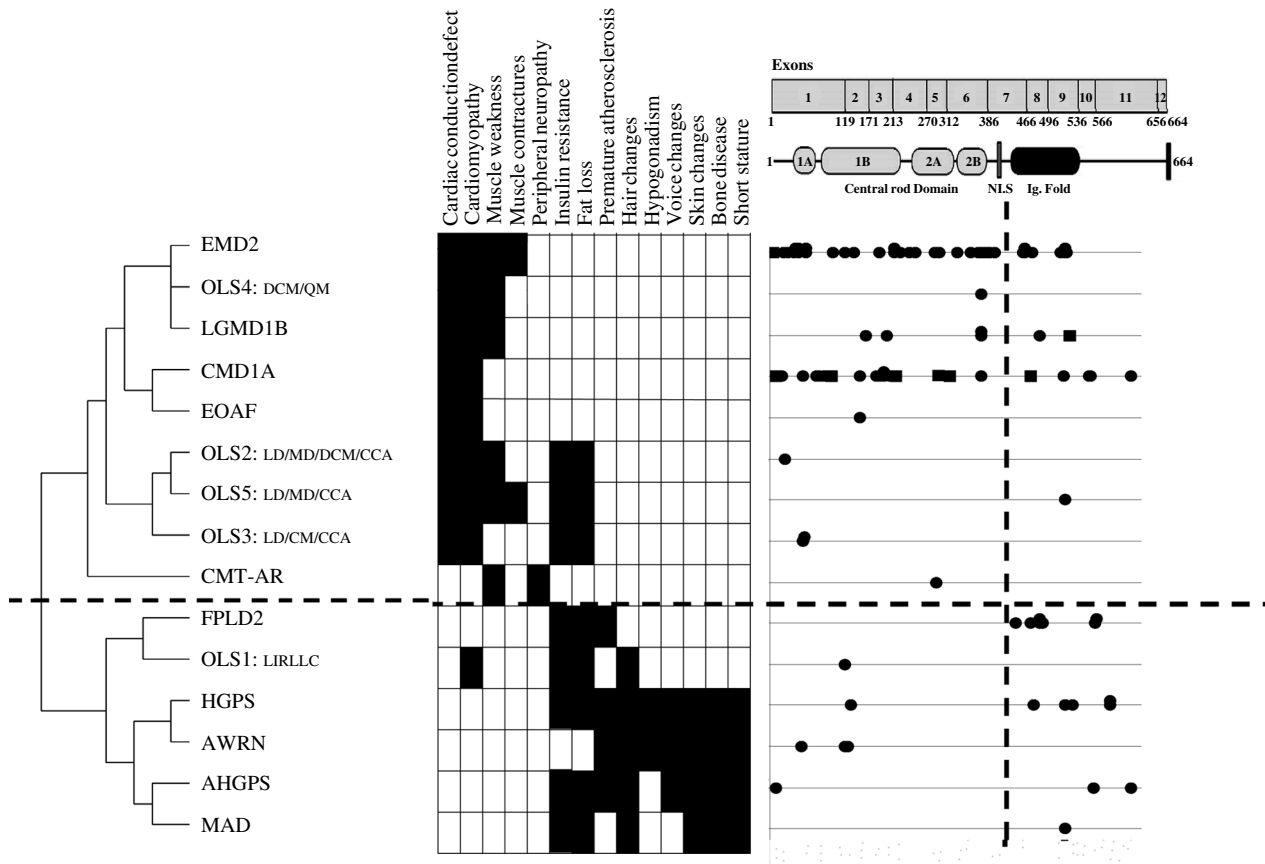 Cardiac conductiondefect
Cardiomyopathy
Muscle weakness
Muscle contractures
Peripheral neuropathy
Insulin resistance
Fat loss
Premature atherosclerosis
Hair changes
Hypogonadism
Voice changes
Skin changes
Bone disease
Short stature
Exons
1 2 3 4 5 6 7 8 9 10 11 12
1 119 171 213 270 312 386 466 496 536 566 656 664
1 1A 1B 2A 2B 664
Central rod Domain NLS Ig. Fold
EMD2
OLS4: DCM/QM
LGMD1B
CMD1A
EOAF
OLS2: LD/MD/DCM/CCA
OLS5: LD/MD/CCA
OLS3: LD/CM/CCA
CMT-AR
FPLD2
OLS1: LIRLLC
HGPS
AWRN
AHGPS
MAD